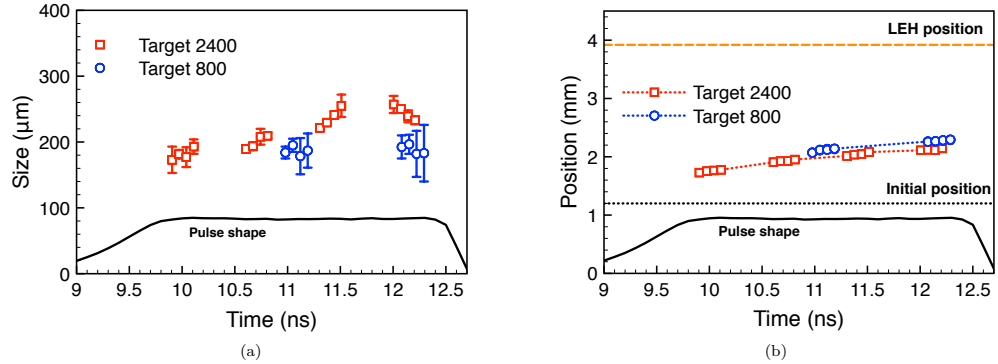 400
300
200
100
0
Size (μm)
Target 2400
Target 800
Pulse shape
9
9.5
10
10.5
11
11.5
12
12.5
Time (ns)
(a)
4
3
2
1
0
Position (mm)
LEH position
Target 2400
Target 800
Initial position
Pulse shape
9
9.5
10
10.5
11
11.5
12
12.5
Time (ns)
(b)